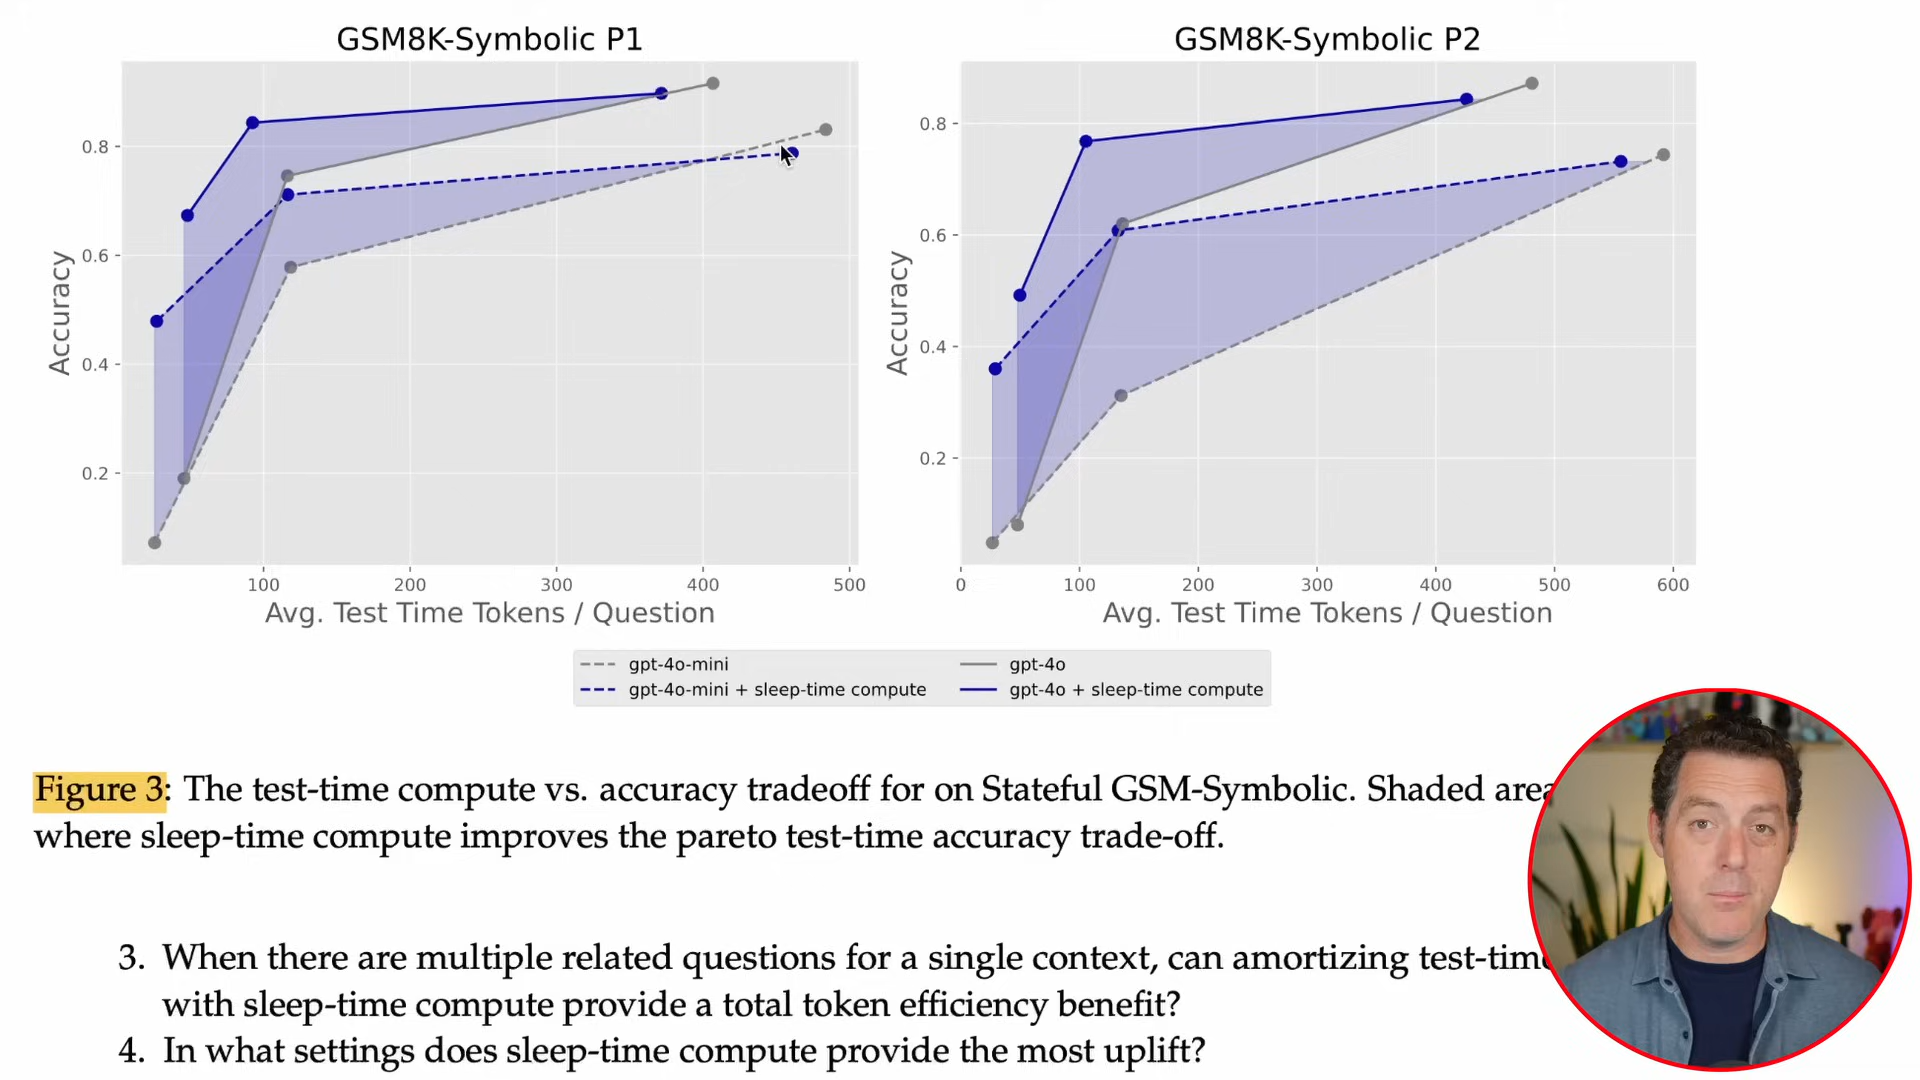 GSM8K-Symbolic P1
GSM8K-Symbolic P2
Accuracy
0.8
0.6
0.4
0.2
100 200 300 400 500
Avg. Test Time Tokens / Question
Accuracy
0.8
0.6
0.4
0.2
0 100 200 300 400 500 600
Avg. Test Time Tokens / Question
gpt-4o-mini
gpt-4o-mini + sleep-time compute
gpt-4o
gpt-4o + sleep-time compute
Figure 3: The test-time compute vs. accuracy tradeoff for on Stateful GSM-Symbolic. Shaded area
where sleep-time compute improves the pareto test-time accuracy trade-off.
3. When there are multiple related questions for a single context, can amortizing test-time
with sleep-time compute provide a total token efficiency benefit?
4. In what settings does sleep-time compute provide the most uplift?